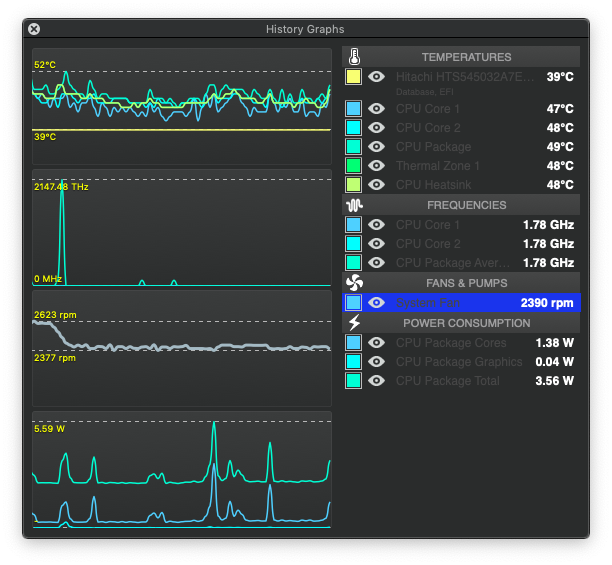 History Graphs
52°C
39°C
2147.48 THz
0 MHz
2623 rpm
2377 rpm
5.59 W
TEMPERATURES
Hitachi HTS545032A7E... 39°C
Database, EFI
CPU Core 1 47°C
CPU Core 2 48°C
CPU Package 49°C
Thermal Zone 1 48°C
CPU Heatsink 48°C
FREQUENCIES
CPU Core 1 1.78 GHz
CPU Core 2 1.78 GHz
CPU Package Aver... 1.78 GHz
FANS & PUMPS
System Fan 2390 rpm
POWER CONSUMPTION
CPU Package Cores 1.38 W
CPU Package Graphics 0.04 W
CPU Package Total 3.56 W